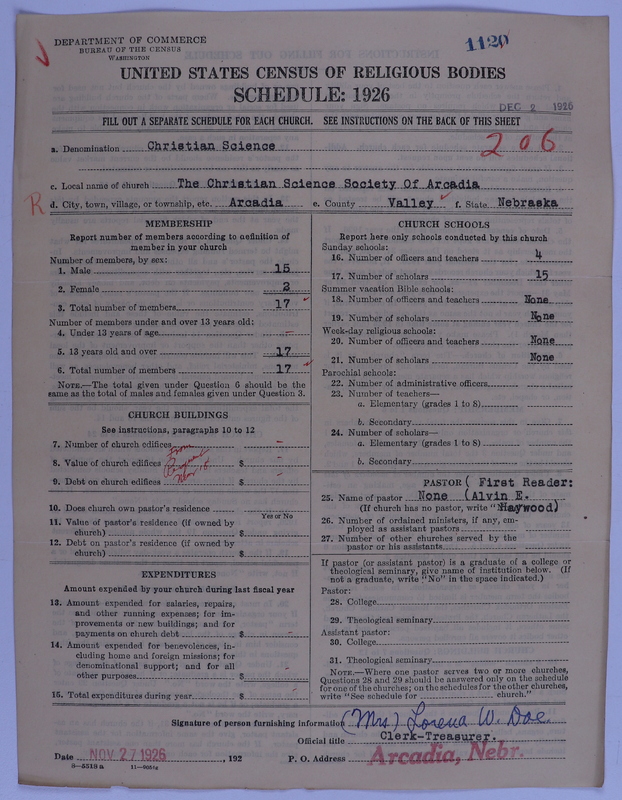 DEPARTMENT OF COMMERCE
BUREAU OF THE CENSUS
WASHINGTON
1120
UNITED STATES CENSUS OF RELIGIOUS BODIES
SCHEDULE: 1926
DEC 2 1926
FILL OUT A SEPARATE SCHEDULE FOR EACH CHURCH. SEE INSTRUCTIONS ON THE BACK OF THIS SHEET
a. Denomination Christian Science
206
c. Local name of church The Christian Science Society Of Arcadia
R
d. City, town, village, or township, etc. Arcadia e. County Valley f. State Nebraska
MEMBERSHIP
Report number of members according to definition of
member in your church
Number of members, by sex:
1. Male 15
2. Female 2
3. Total number of members 17
Number of members under and over 13 years old:
4. Under 13 years of age -
5. 13 years old and over 17
6. Total number of members 17
NOTE.—The total given under Question 6 should be the
same as the total of males and females given under Question 3.
CHURCH BUILDINGS
See instructions, paragraphs 10 to 12
7. Number of church edifices -
8. Value of church edifices $ -
9. Debt on church edifices $ -
From
10. Does church own pastor's residence
Yes or No
11. Value of pastor's residence (if owned by
church) $
12. Debt on pastor's residence (if owned by
church) $
EXPENDITURES
Amount expended by your church during last fiscal year
13. Amount expended for salaries, repairs,
and other running expenses; for im-
provements or new buildings; and for
payments on church debt $ -
14. Amount expended for benevolences, in-
cluding home and foreign missions; for
denominational support; and for all
other purposes $ -
15. Total expenditures during year $ -
CHURCH SCHOOLS
Report here only schools conducted by this church
Sunday schools:
16. Number of officers and teachers 4
17. Number of scholars 15
Summer vacation Bible schools:
18. Number of officers and teachers None
19. Number of scholars None
Week-day religious schools:
20. Number of officers and teachers None
21. Number of scholars None
Parochial schools:
22. Number of administrative officers
23. Number of teachers—
a. Elementary (grades 1 to 8)
b. Secondary
24. Number of scholars—
a. Elementary (grades 1 to 8)
b. Secondary
PASTOR ( First Reader:
25. Name of pastor None (Alvin E.
(If church has no pastor, write " Haywood)
26. Number of ordained ministers, if any, em-
ployed as assistant pastors
27. Number of other churches served by the
pastor or his assistants
If pastor (or assistant pastor) is a graduate of a college or
theological seminary, give name of institution below. (If
not a graduate, write "No" in the space indicated.)
Pastor:
28. College
29. Theological seminary
Assistant pastor:
30. College
31. Theological seminary
NOTE.—Where one pastor serves two or more churches,
Questions 28 and 29 should be answered only on the schedule
for one of the churches; on the schedules for the other churches,
write "See schedule for church."
Signature of person furnishing information (Mrs) Lorena W. Doe
Official title Clerk-Treasurer.
Date NOV 27 1926 , 192 P. O. Address Arcadia, Nebr.
8—5518 a